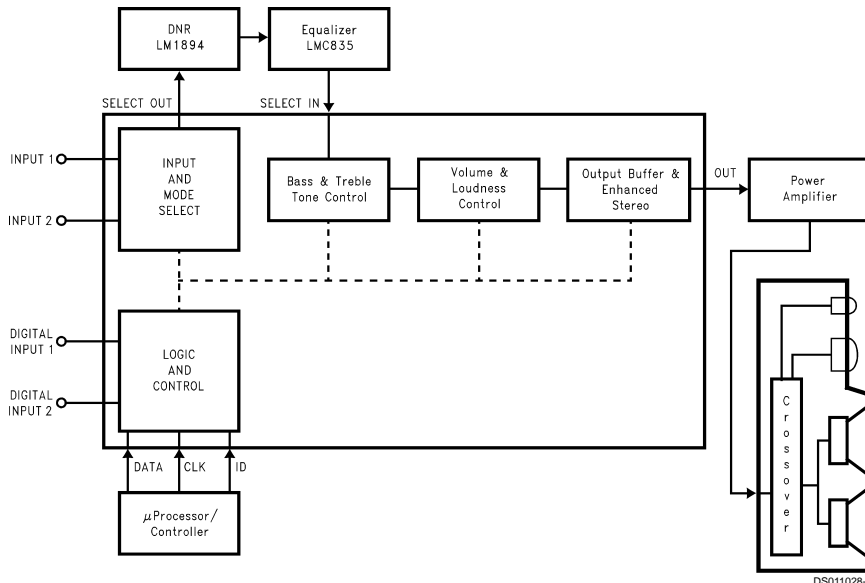 DNR
LM1894
Equalizer
LMC835
SELECT OUT
SELECT IN
INPUT 1
INPUT 2
INPUT
AND
MODE
SELECT
Bass & Treble
Tone Control
Volume &
Loudness
Control
Output Buffer &
Enhanced
Stereo
OUT
Power
Amplifier
DIGITAL
INPUT 1
DIGITAL
INPUT 2
LOGIC
AND
CONTROL
DATA
CLK
ID
μProcessor/
Controller
Crossover
DS011028-